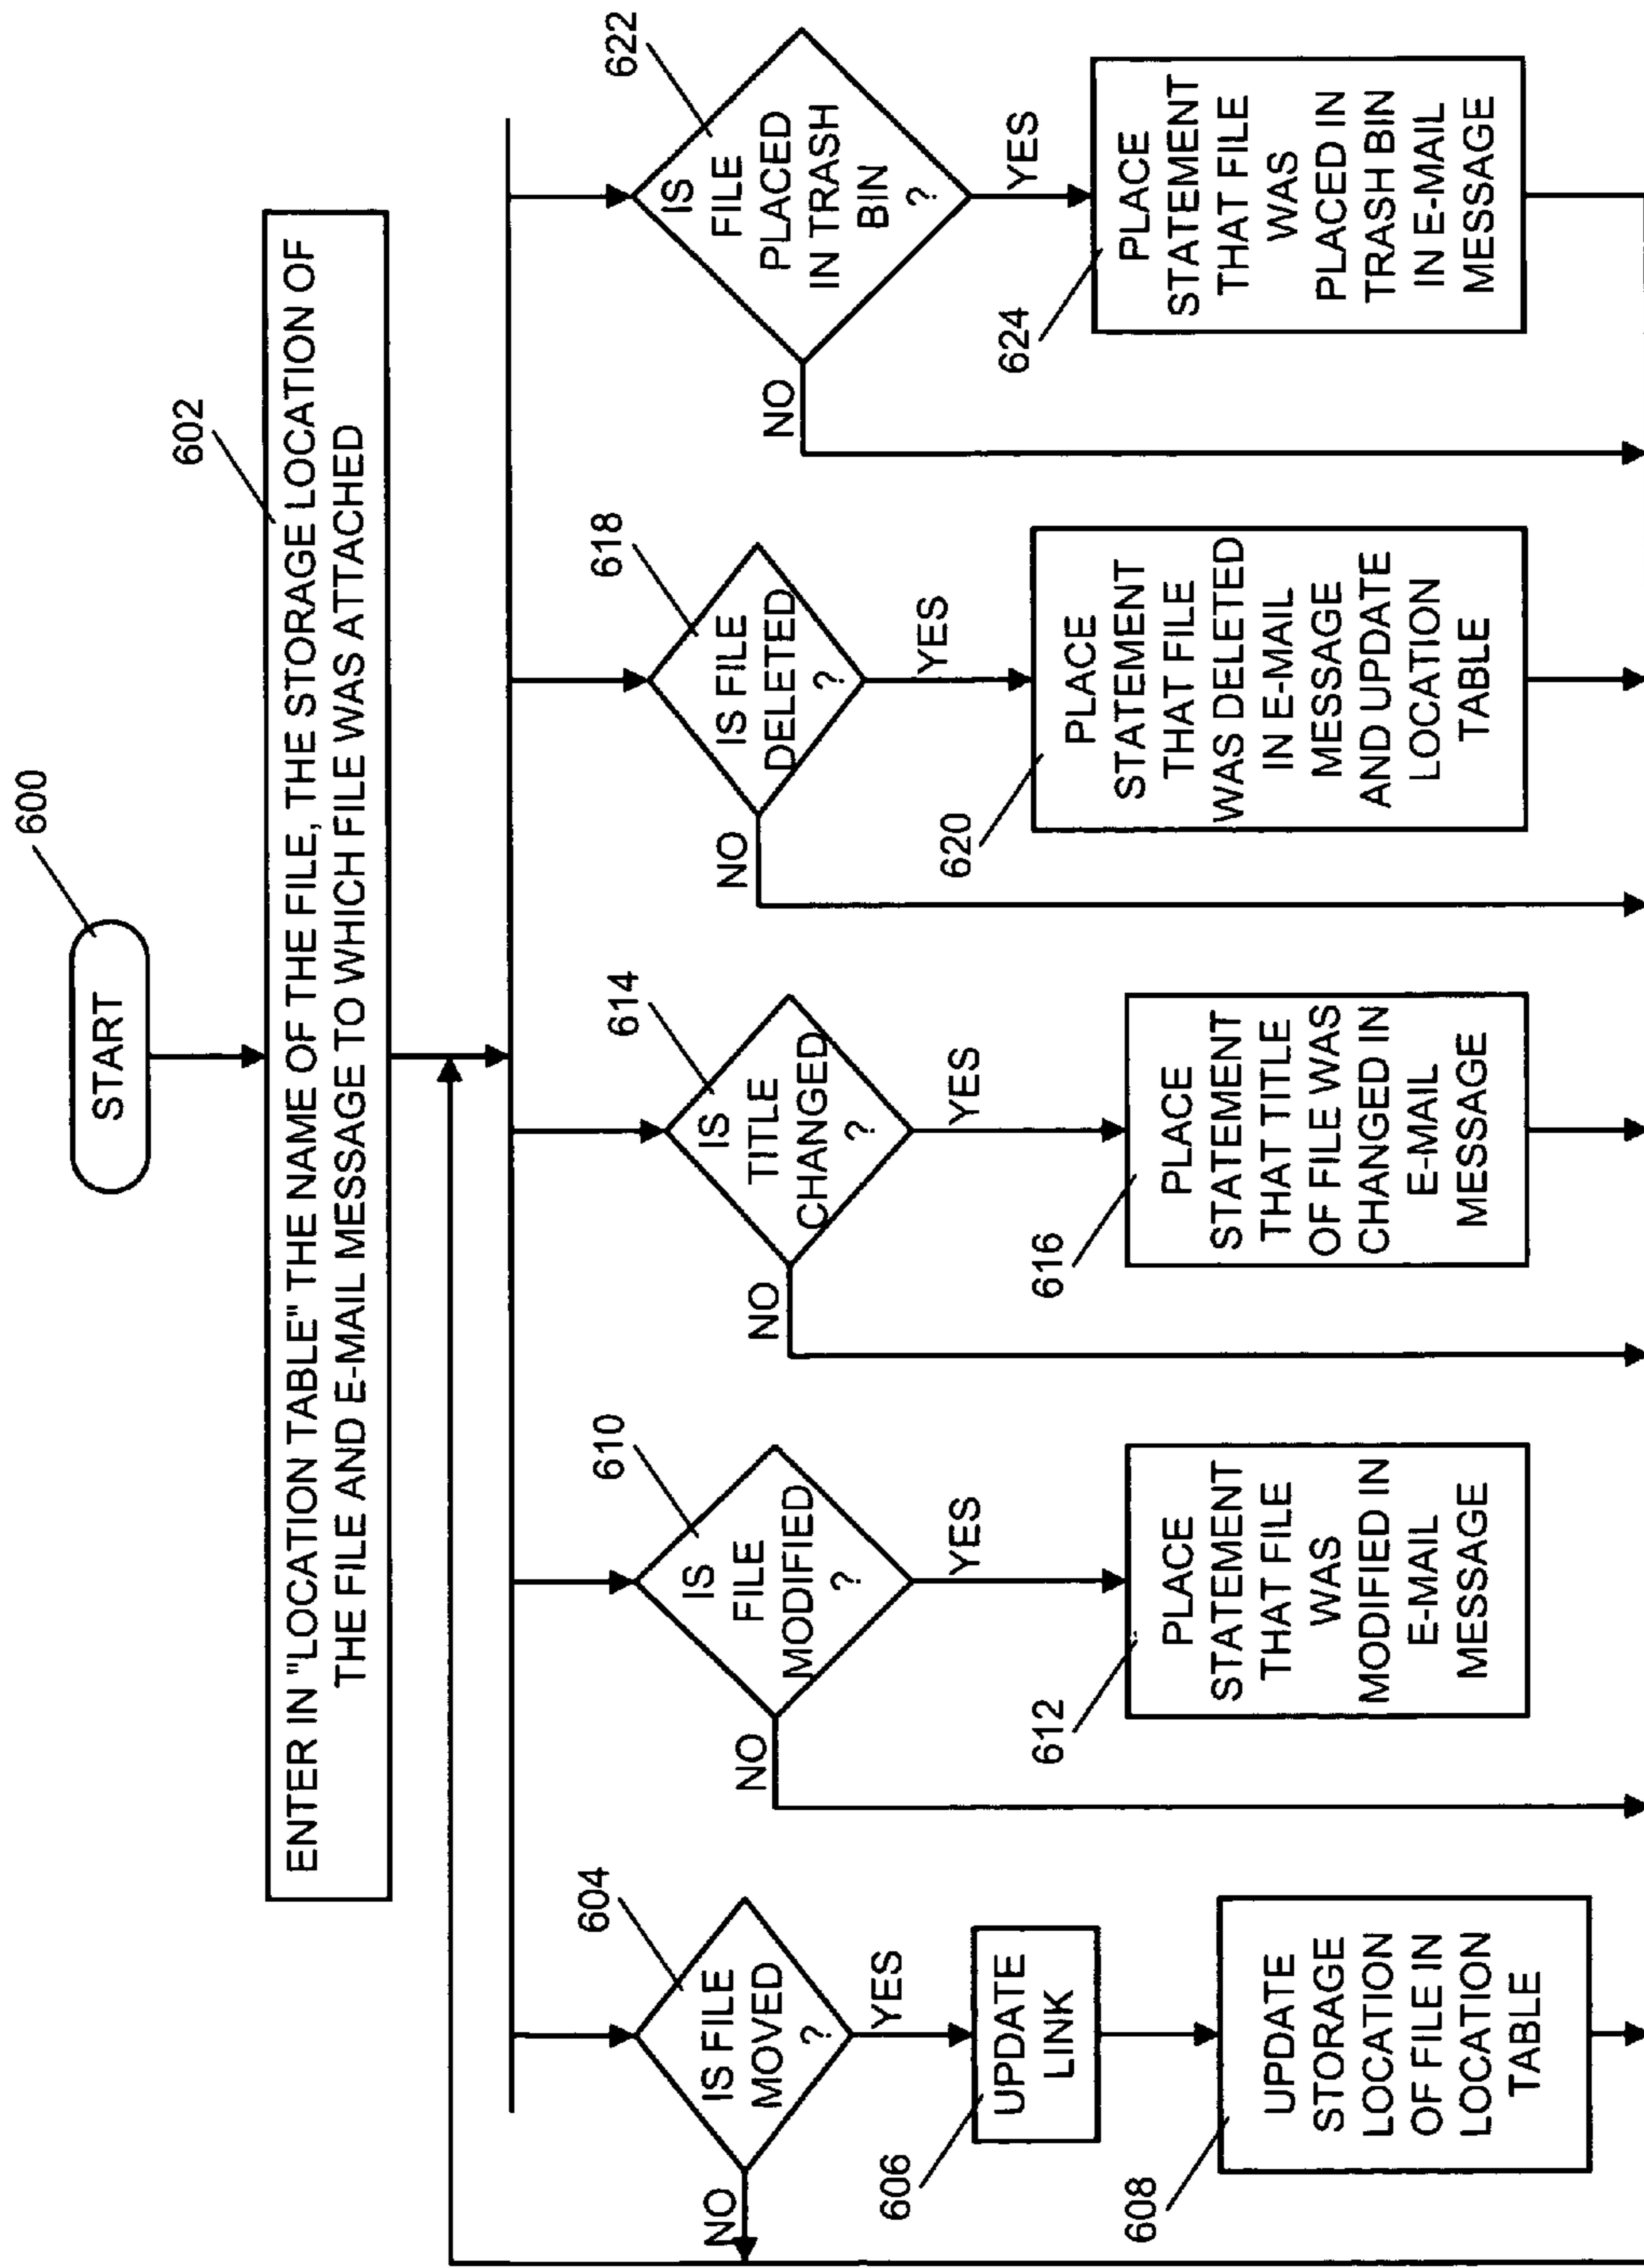 600
START
602
ENTER IN "LOCATION TABLE" THE NAME OF THE FILE, THE STORAGE LOCATION OF
THE FILE AND E-MAIL MESSAGE TO WHICH FILE WAS ATTACHED
604
IS FILE
MOVED
?
NO
YES
606
UPDATE
LINK
608
UPDATE
STORAGE
LOCATION
OF FILE IN
LOCATION
TABLE
610
IS
FILE
MODIFIED
?
NO
YES
612
PLACE
STATEMENT
THAT FILE
WAS
MODIFIED IN
E-MAIL
MESSAGE
614
IS
TITLE
CHANGED
?
NO
YES
616
PLACE
STATEMENT
THAT TITLE
OF FILE WAS
CHANGED IN
E-MAIL
MESSAGE
618
IS FILE
DELETED
?
NO
YES
620
PLACE
STATEMENT
THAT FILE
WAS DELETED
IN E-MAIL
MESSAGE
AND UPDATE
LOCATION
TABLE
622
IS
FILE
PLACED
IN TRASH
BIN
?
NO
YES
624
PLACE
STATEMENT
THAT FILE
WAS
PLACED IN
TRASH BIN
IN E-MAIL
MESSAGE